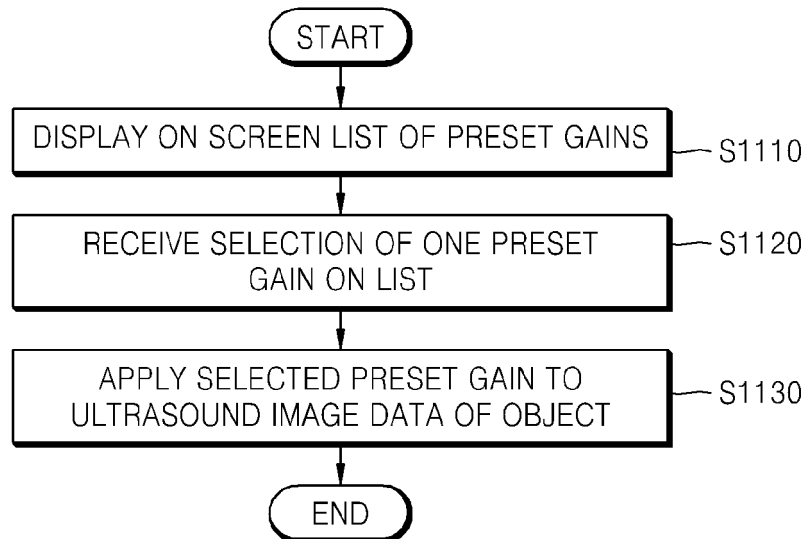 START
DISPLAY ON SCREEN LIST OF PRESET GAINS
S1110
RECEIVE SELECTION OF ONE PRESET
GAIN ON LIST
S1120
APPLY SELECTED PRESET GAIN TO
ULTRASOUND IMAGE DATA OF OBJECT
S1130
END